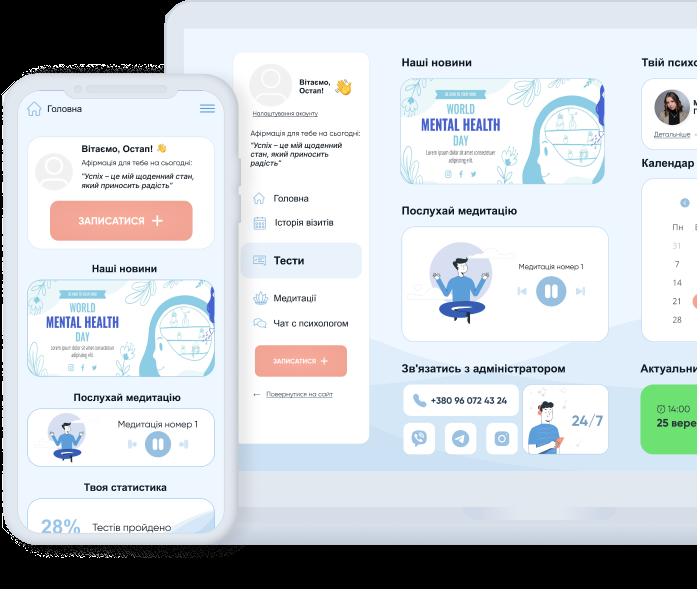 Головна
Вітаємо, Остап! 👋
Афірмація для тебе на сьогодні:
"Успіх – це мій щоденний стан,
який приносить радість"
ЗАПИСАТИСЯ +
Наші новини
WORLD
MENTAL HEALTH
DAY
Lorem ipsum dolor sit amet consectetuer
adipiscing elit.
Послухай медитацію
Медитація номер 1
Твоя статистика
28% Тестів пройдено
Вітаємо,
Остап! 👋
Налаштування акаунту
Афірмація для тебе на сьогодні:
"Успіх – це мій щоденний
стан, який приносить
радість"
Головна
Історія візитів
Тести
Медитації
Чат с психологом
ЗАПИСАТИСЯ +
← Повернутися на сайт
Наші новини
WORLD
MENTAL HEALTH
DAY
Lorem ipsum dolor sit amet consectetuer
adipiscing elit.
Послухай медитацію
Медитація номер 1
Зв'язатись з адміністратором
+380 96 072 43 24
24/7
Твій психо
Детальніше
Календар
Пн
31
7
14
21
28
Актуальни
14:00
25 вере